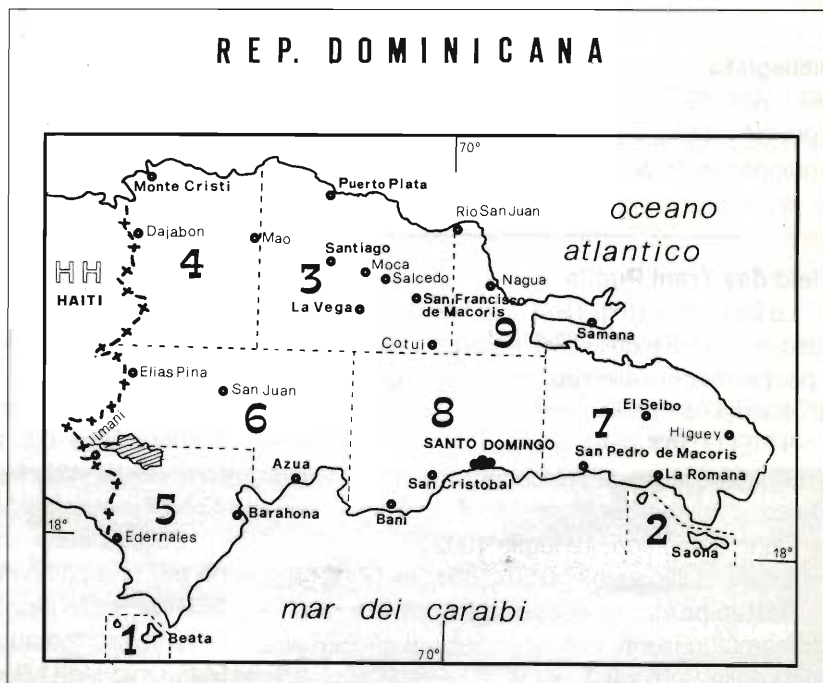 REP. DOMINICANA
70°
Monte Cristi
Puerto Plata
Rio San Juan
oceano
atlantico
Dajabon
Mao
4
3
Santiago
Moca
Salcedo
Nagua
HH
HAITI
La Vega
San Francisco
de Macoris
9
Samana
Cotui
Elias Pina
San Juan
6
8
7
El Seibo
Higuey
Jimani
SANTO DOMINGO
San Pedro de Macoris
Azua
San Cristobal
La Romana
5
Barahona
Bani
2
18°
Edernales
Saona
18°
mar dei caraibi
1
Beata
70°